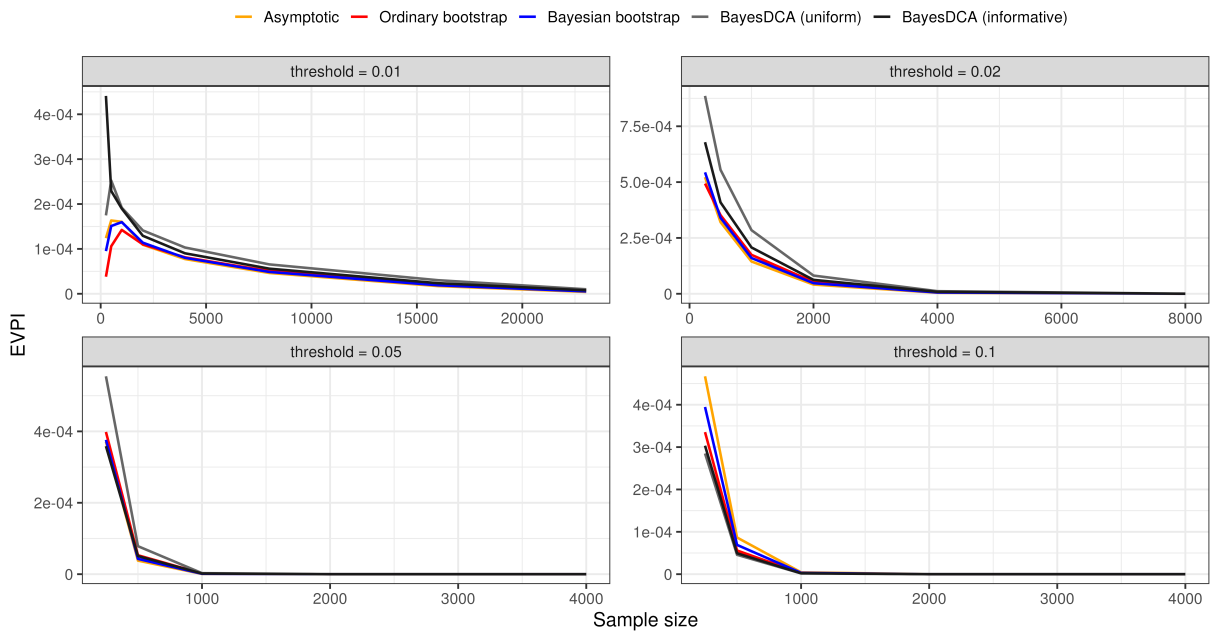 Asymptotic Ordinary bootstrap Bayesian bootstrap BayesDCA (uniform) BayesDCA (informative)
threshold = 0.01
threshold = 0.02
4e-04
3e-04
2e-04
1e-04
0
0 5000 10000 15000 20000
7.5e-04
5.0e-04
2.5e-04
0
0 2000 4000 6000 8000
EVPI
threshold = 0.05
threshold = 0.1
4e-04
2e-04
0
1000 2000 3000 4000
4e-04
3e-04
2e-04
1e-04
0
1000 2000 3000 4000
Sample size